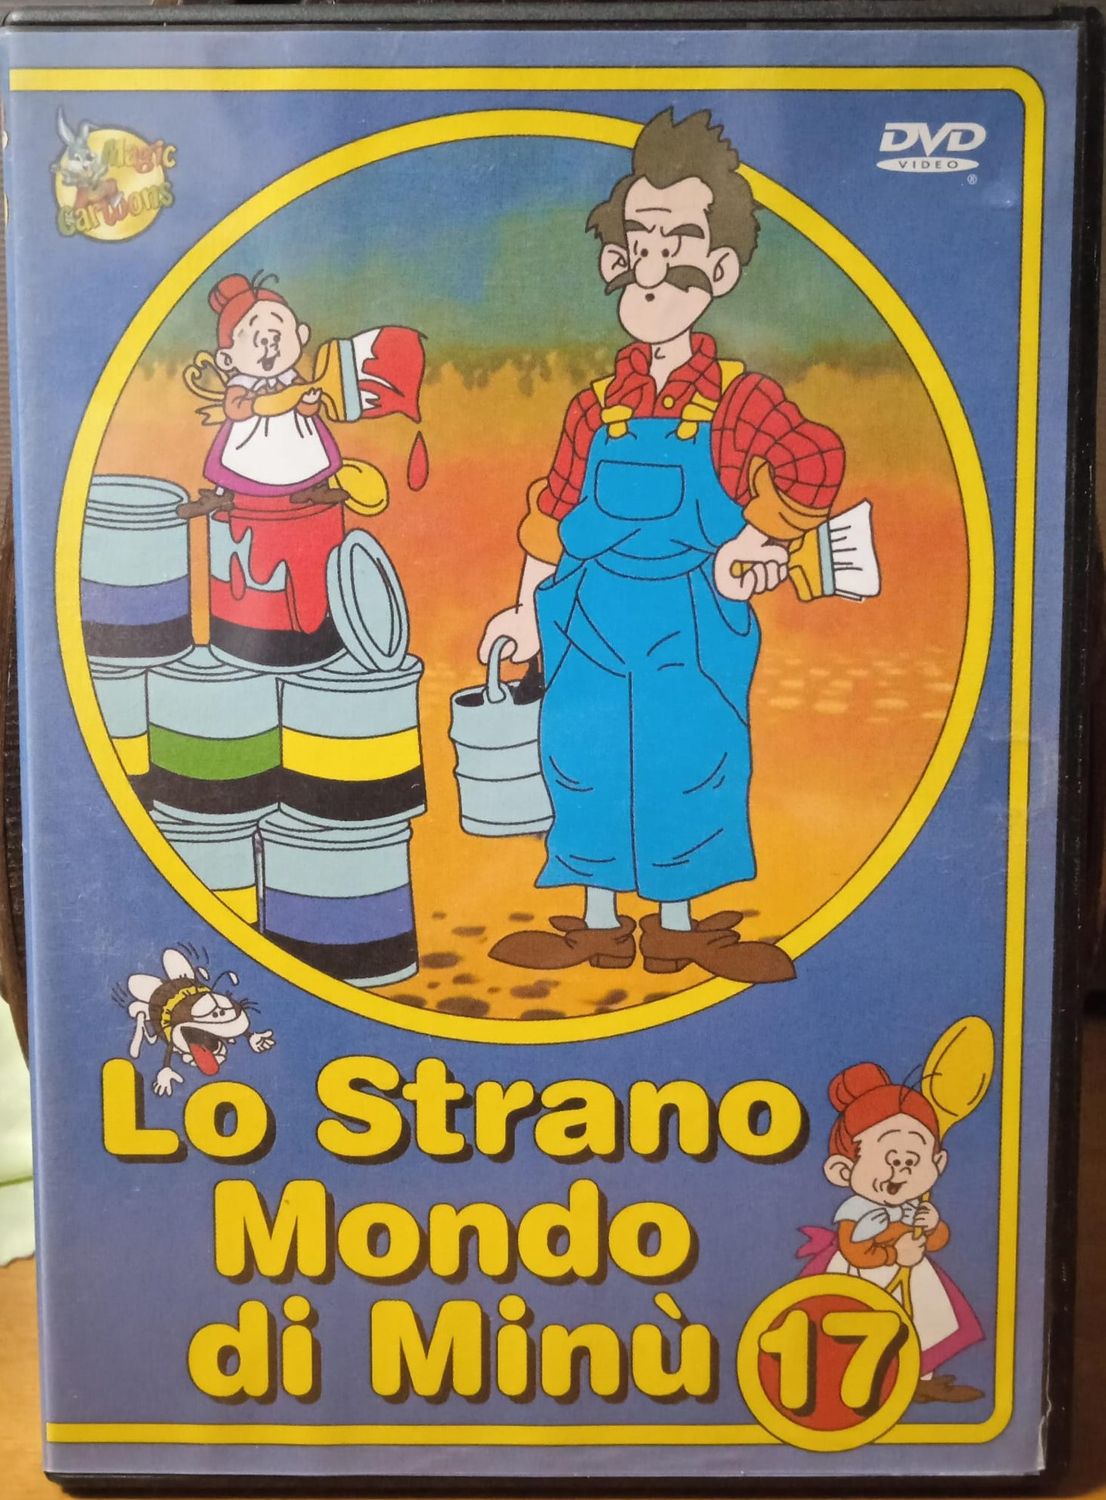 Magic
Cartoons
DVD
VIDEO
®
Lo Strano
Mondo
di Minù
17